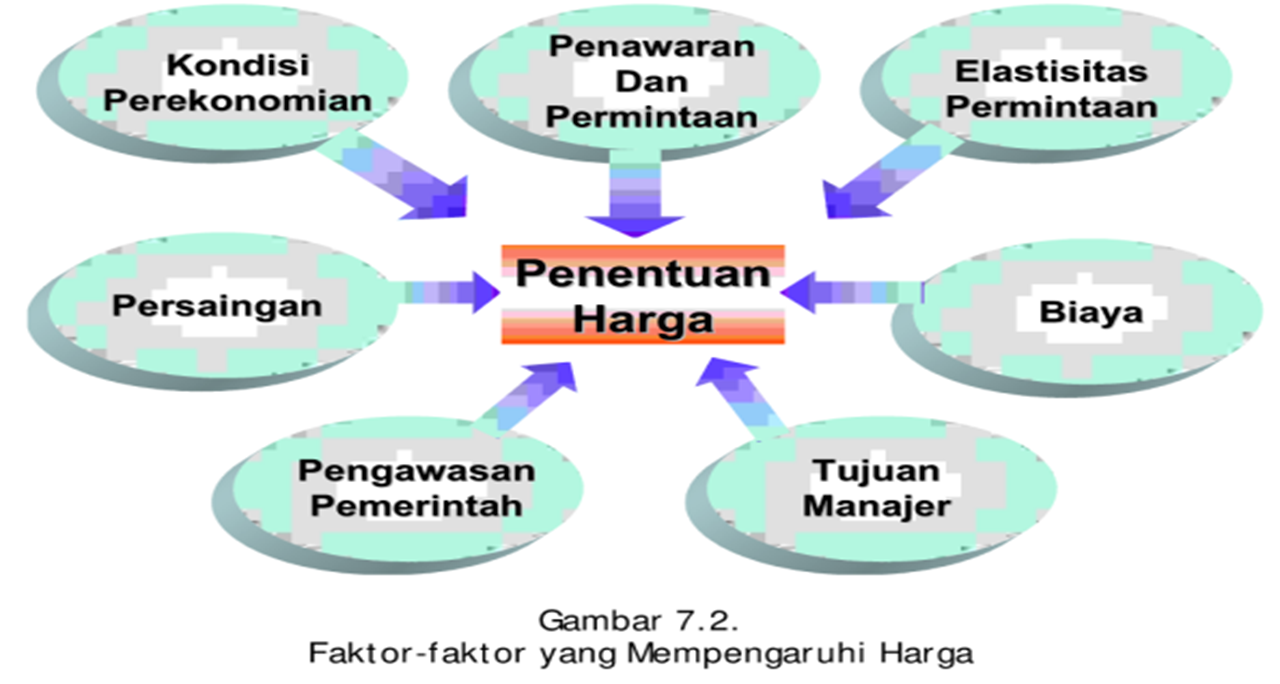 Kondisi
Perekonomian
Penawaran
Dan
Permintaan
Elastisitas
Permintaan
Persaingan
Penentuan
Harga
Biaya
Pengawasan
Pemerintah
Tujuan
Manajer
Gambar 7.2.
Faktor-faktor yang Mempengaruhi Harga